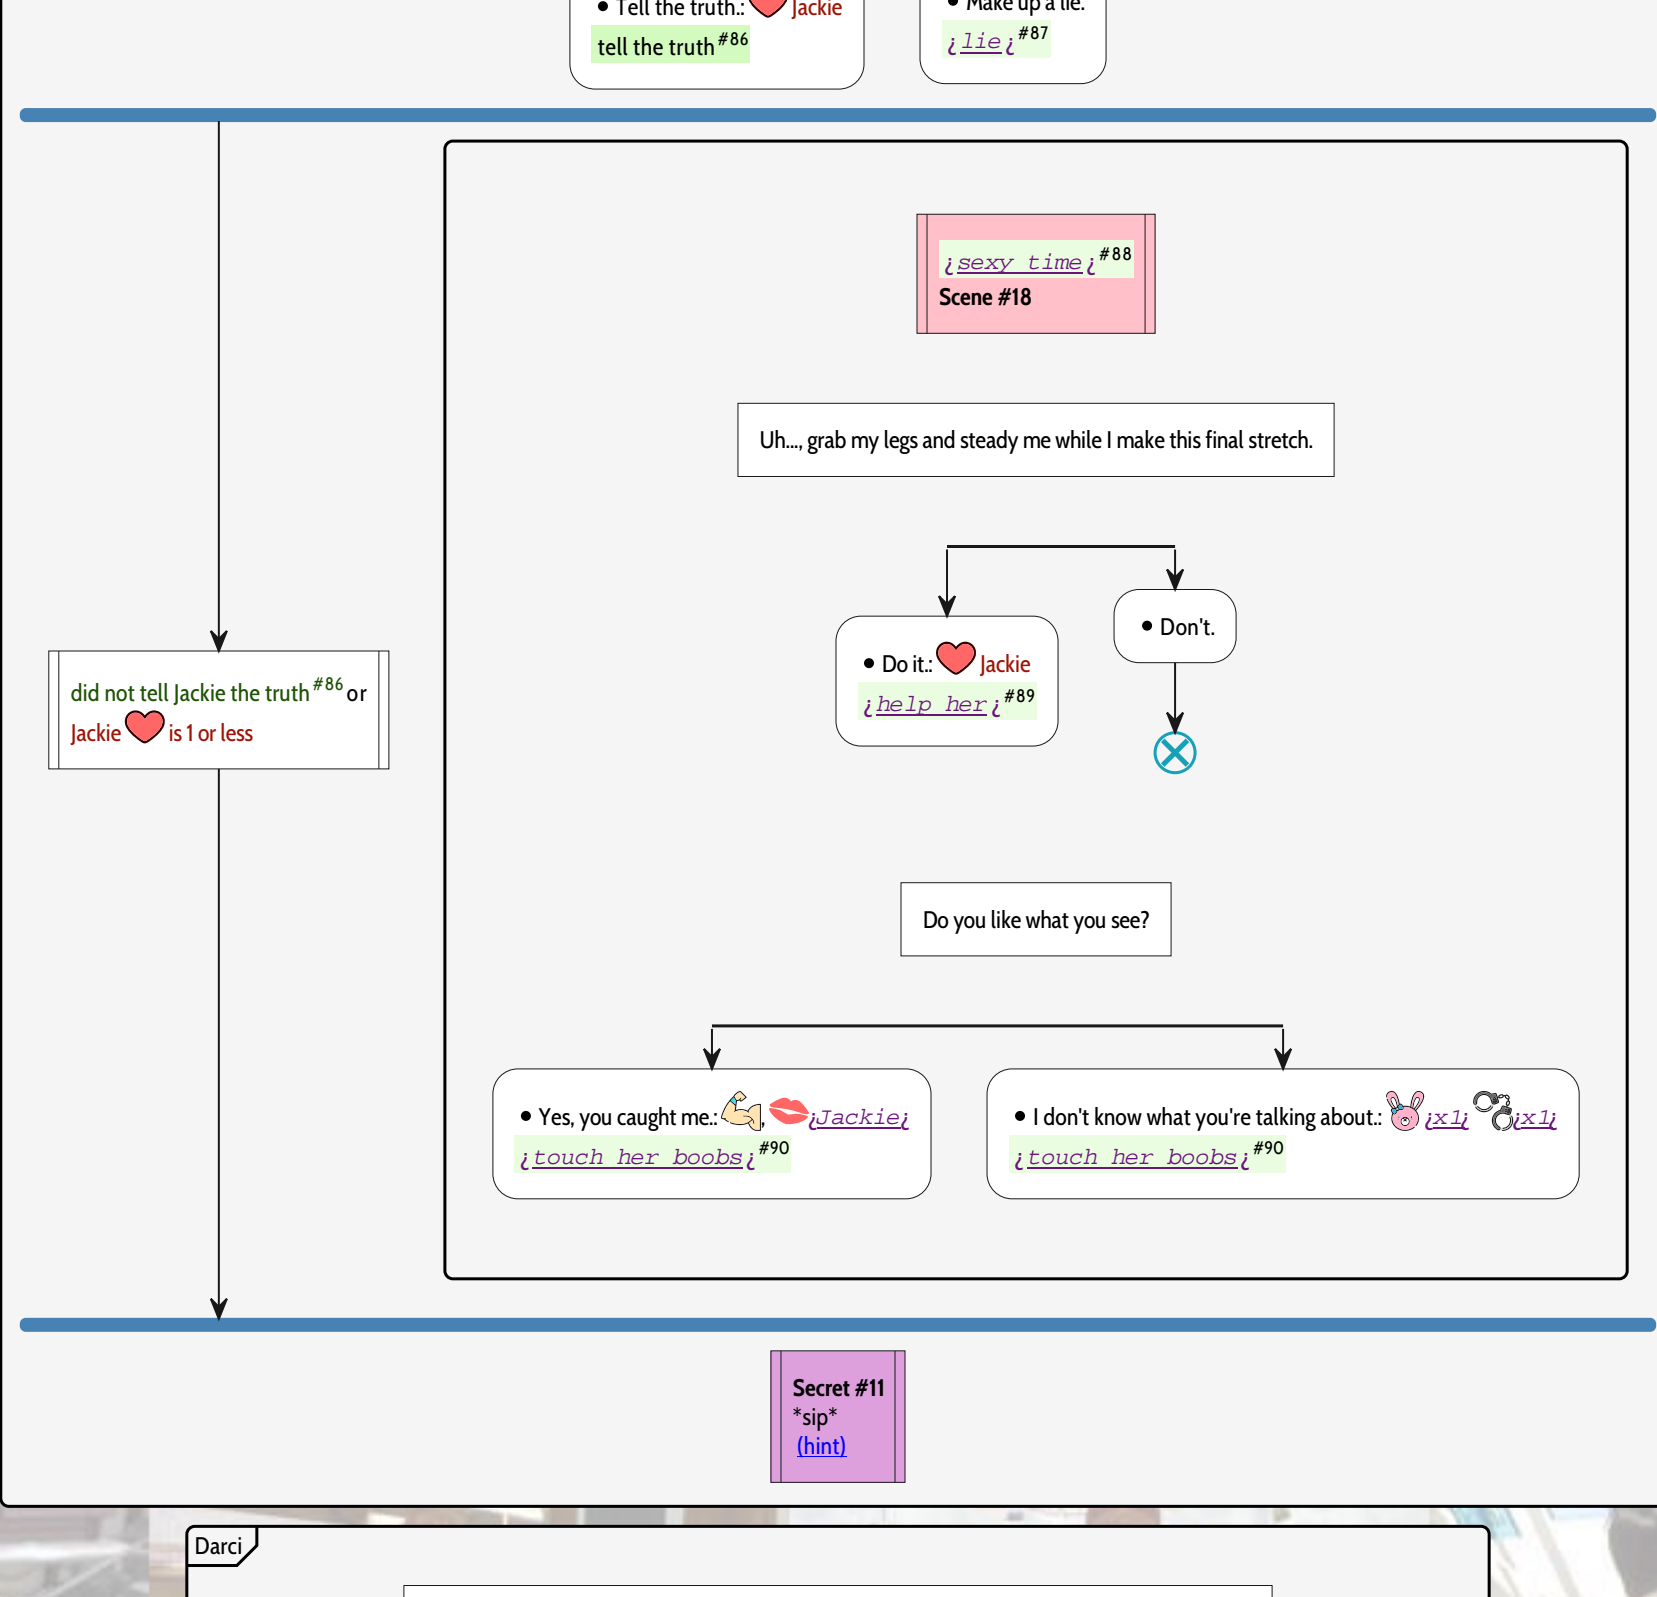 • Tell the truth.: Jackie
tell the truth #86
• Make up a lie.
¿lie¿ #87
¿sexy time¿ #88
Scene #18
Uh..., grab my legs and steady me while I make this final stretch.
• Do it.: Jackie
¿help her¿ #89
• Don't.
did not tell Jackie the truth #86 or
Jackie is 1 or less
Do you like what you see?
• Yes, you caught me.: , ¿Jackie¿
¿touch her boobs¿ #90
• I don't know what you're talking about.: ¿x1¿ ¿x1¿
¿touch her boobs¿ #90
Secret #11
*sip*
(hint)
Darci